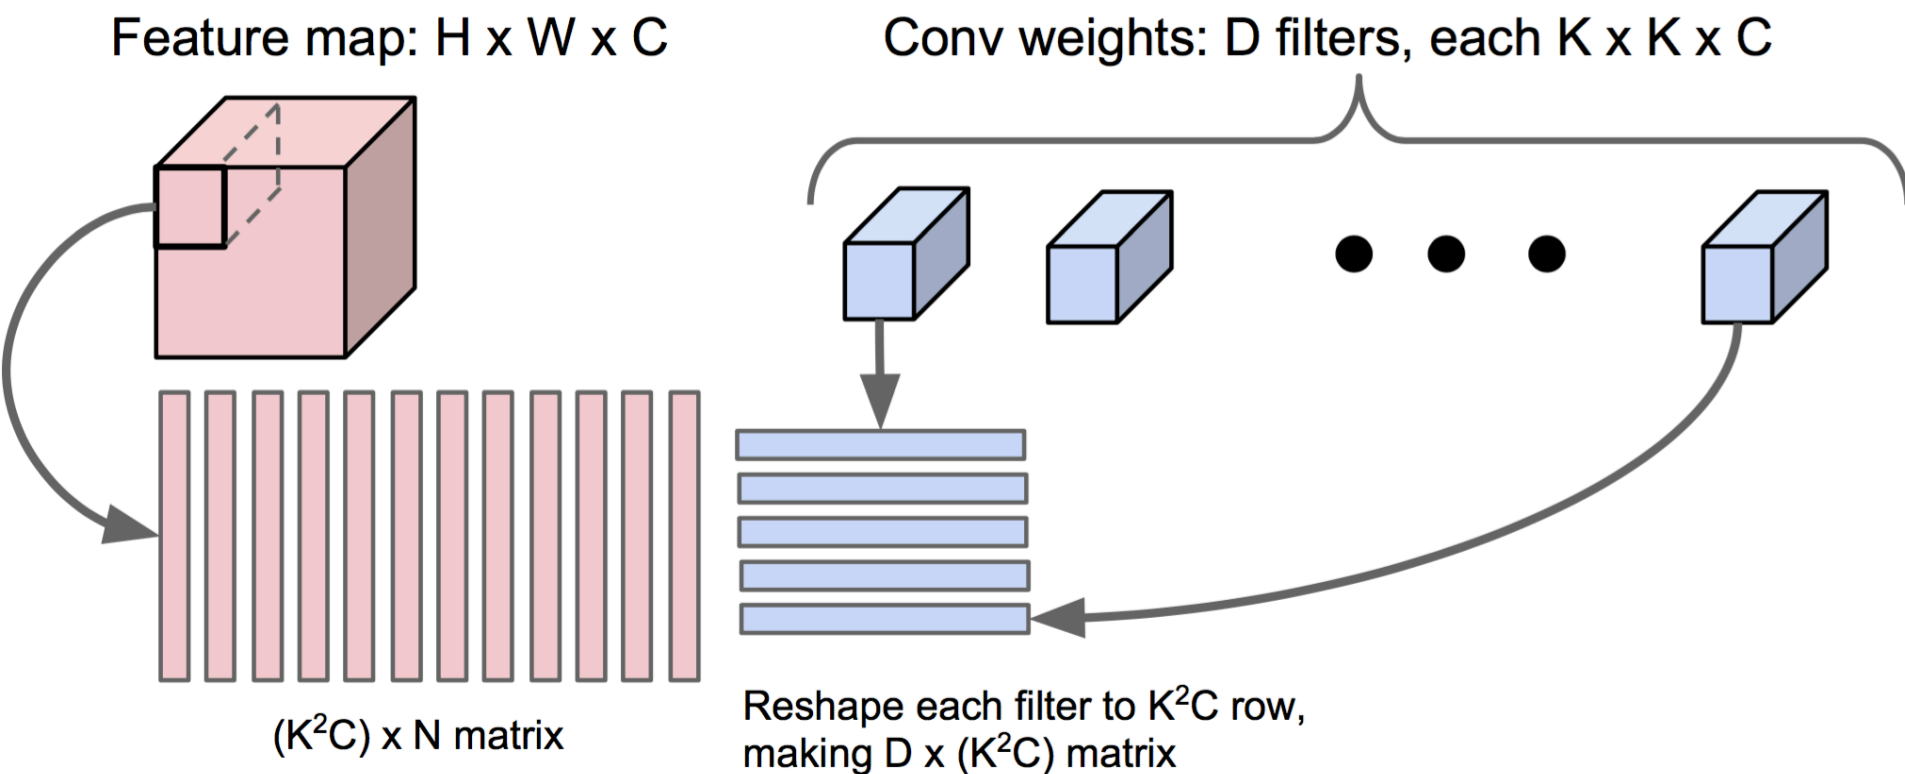 Feature map: H x W x C
Conv weights: D filters, each K x K x C
(K²C) x N matrix
Reshape each filter to K²C row,
making D x (K²C) matrix